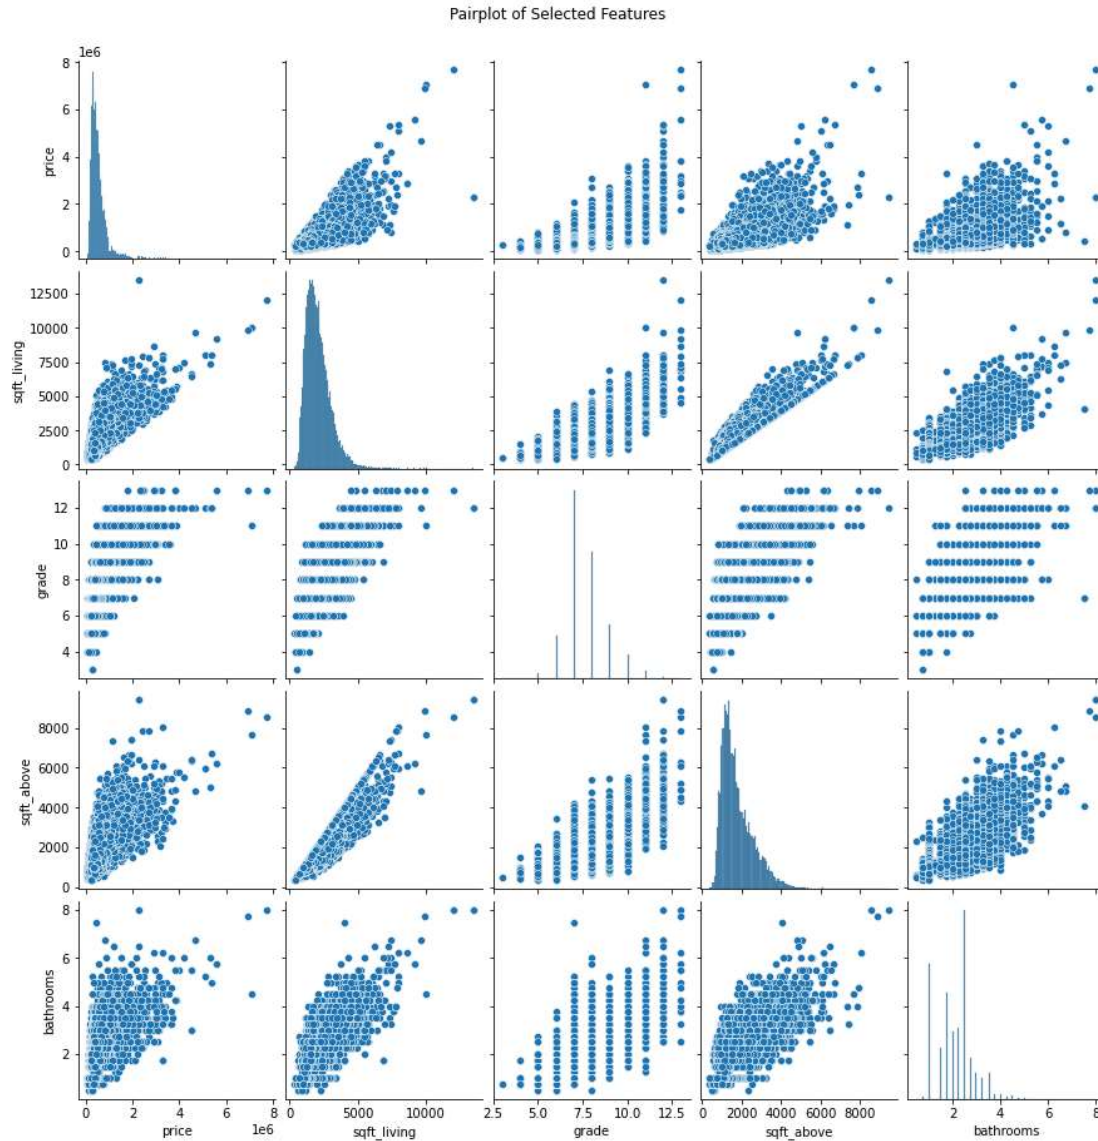 Pairplot of Selected Features
1e6
8
6
4
2
0
price
12500
10000
7500
5000
2500
0
sqft_living
12
10
8
6
4
grade
8000
6000
4000
2000
0
sqft_above
8
6
4
2
bathrooms
0 2 4 6 8 0 5000 10000 2.5 5.0 7.5 10.0 12.5 0 2000 4000 6000 8000 2 4 6 8
price 1e6 sqft_living grade sqft_above bathrooms